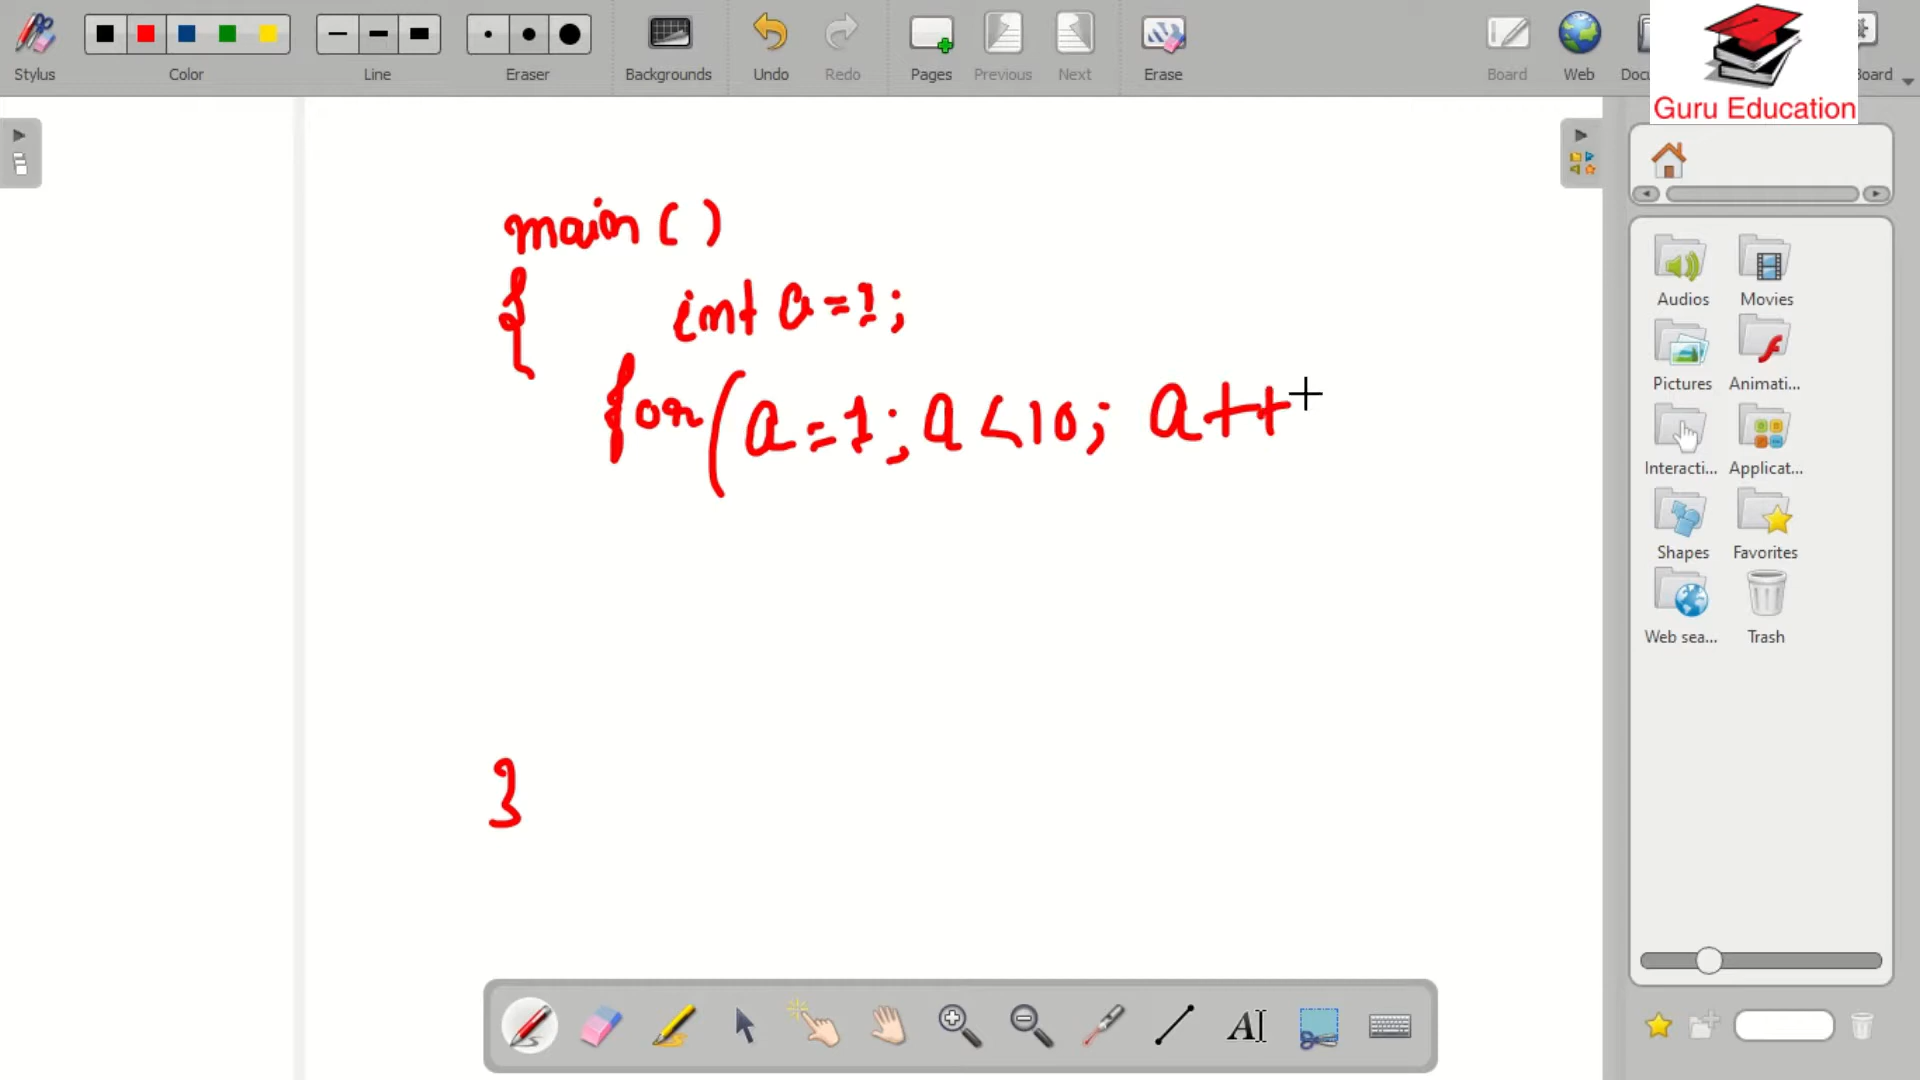 Stylus
Color
Line
Eraser
Backgrounds
Undo
Redo
Pages
Previous
Next
Erase
Board
Web
Guru Education
main ( )
{ int a = 1 ;
for ( a = 1 ; a < 10 ; a ++
}
Audios
Movies
Pictures
Animati...
Interacti...
Applicat...
Shapes
Favorites
Web sea...
Trash